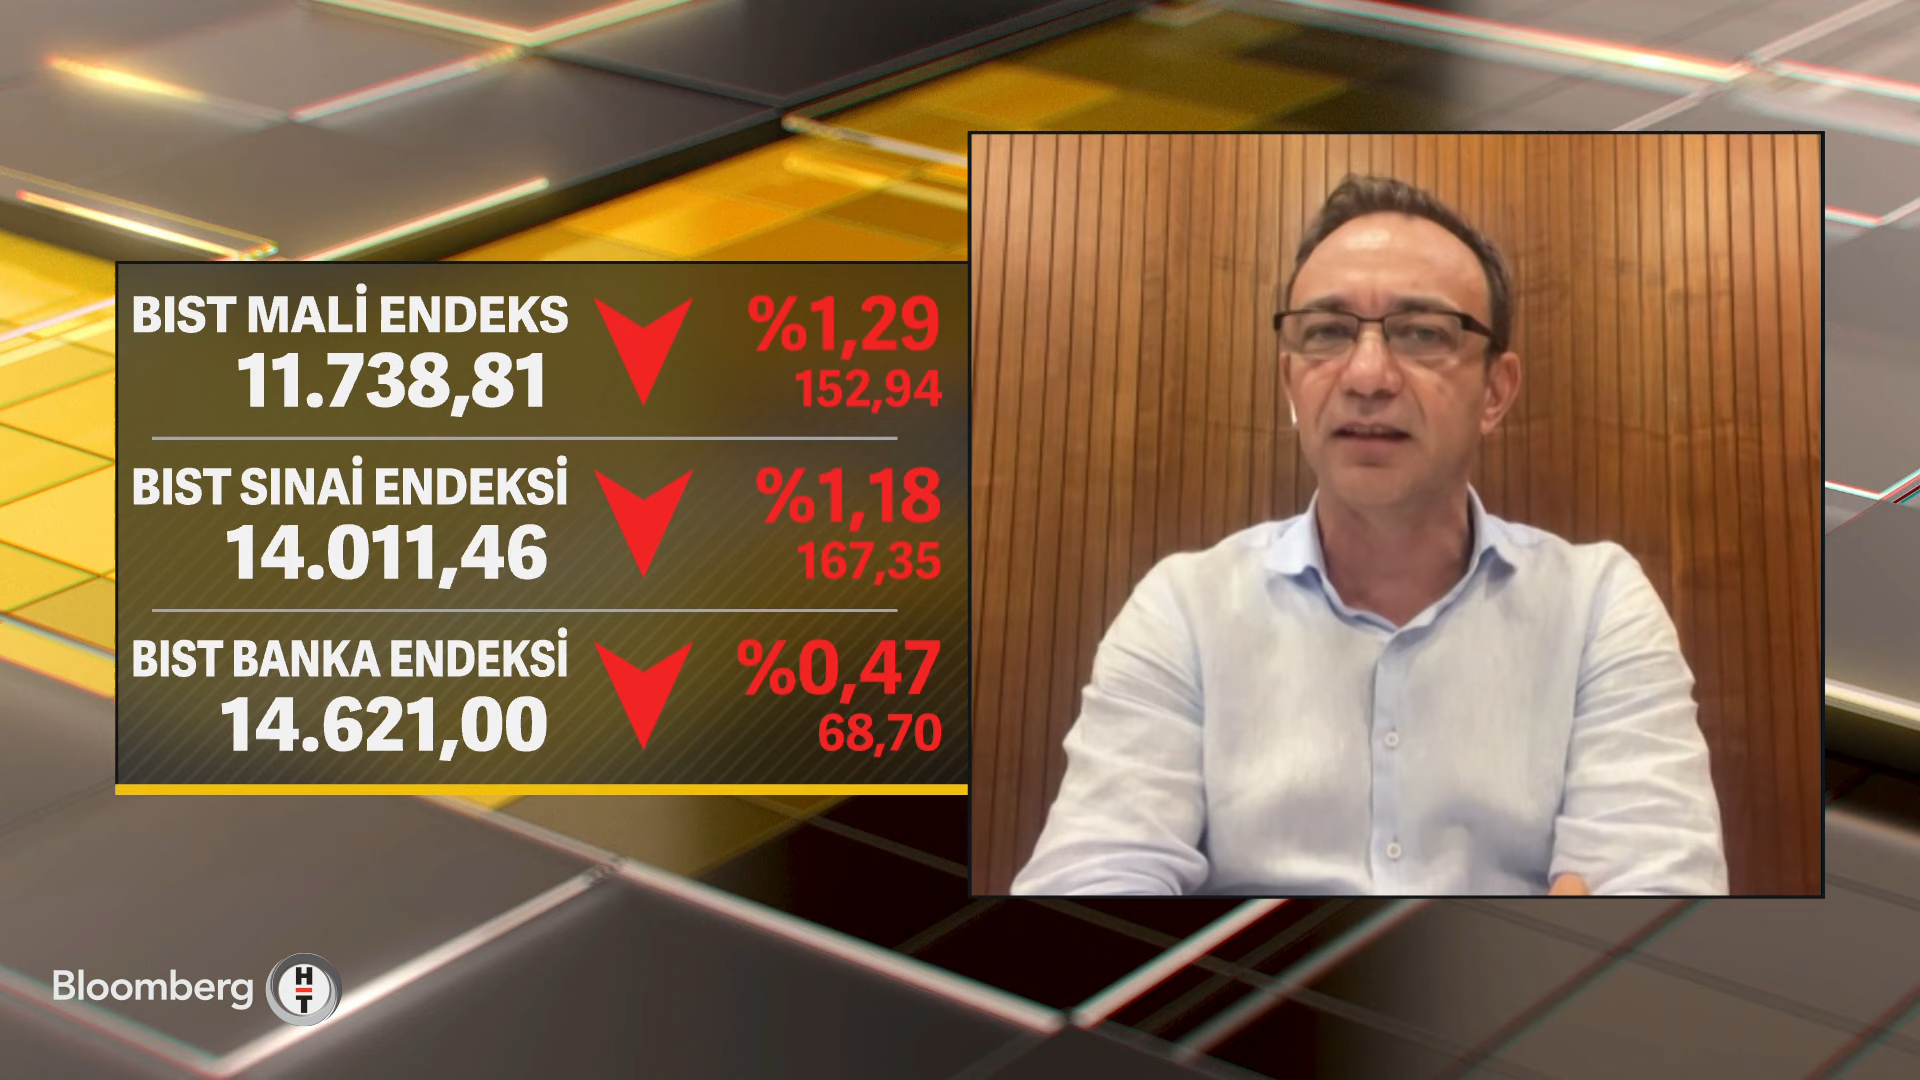 BIST MALİ ENDEKS
%1,29
11.738,81
152,94
BIST SINAİ ENDEKSİ
%1,18
14.011,46
167,35
BIST BANKA ENDEKSİ
%0,47
14.621,00
68,70
Bloomberg HT